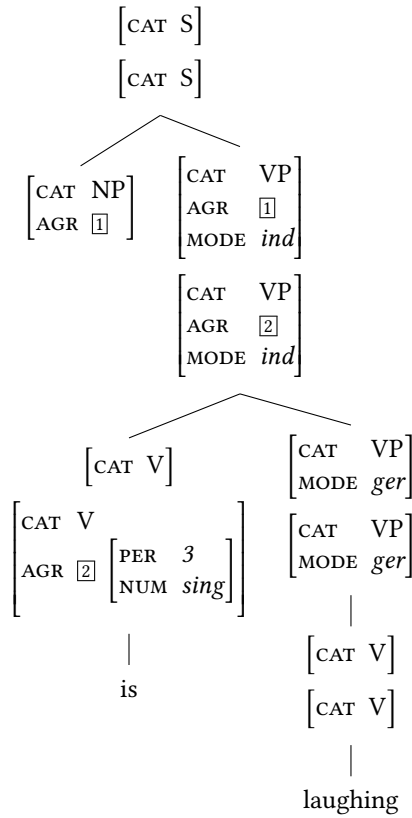 [CAT S]
[CAT S]
[CAT NP
AGR 1]
[CAT VP
AGR 1
MODE ind]
[CAT VP
AGR 2
MODE ind]
[CAT V]
[CAT V
AGR 2 [PER 3
NUM sing]]
is
[CAT VP
MODE ger]
[CAT VP
MODE ger]
[CAT V]
[CAT V]
laughing